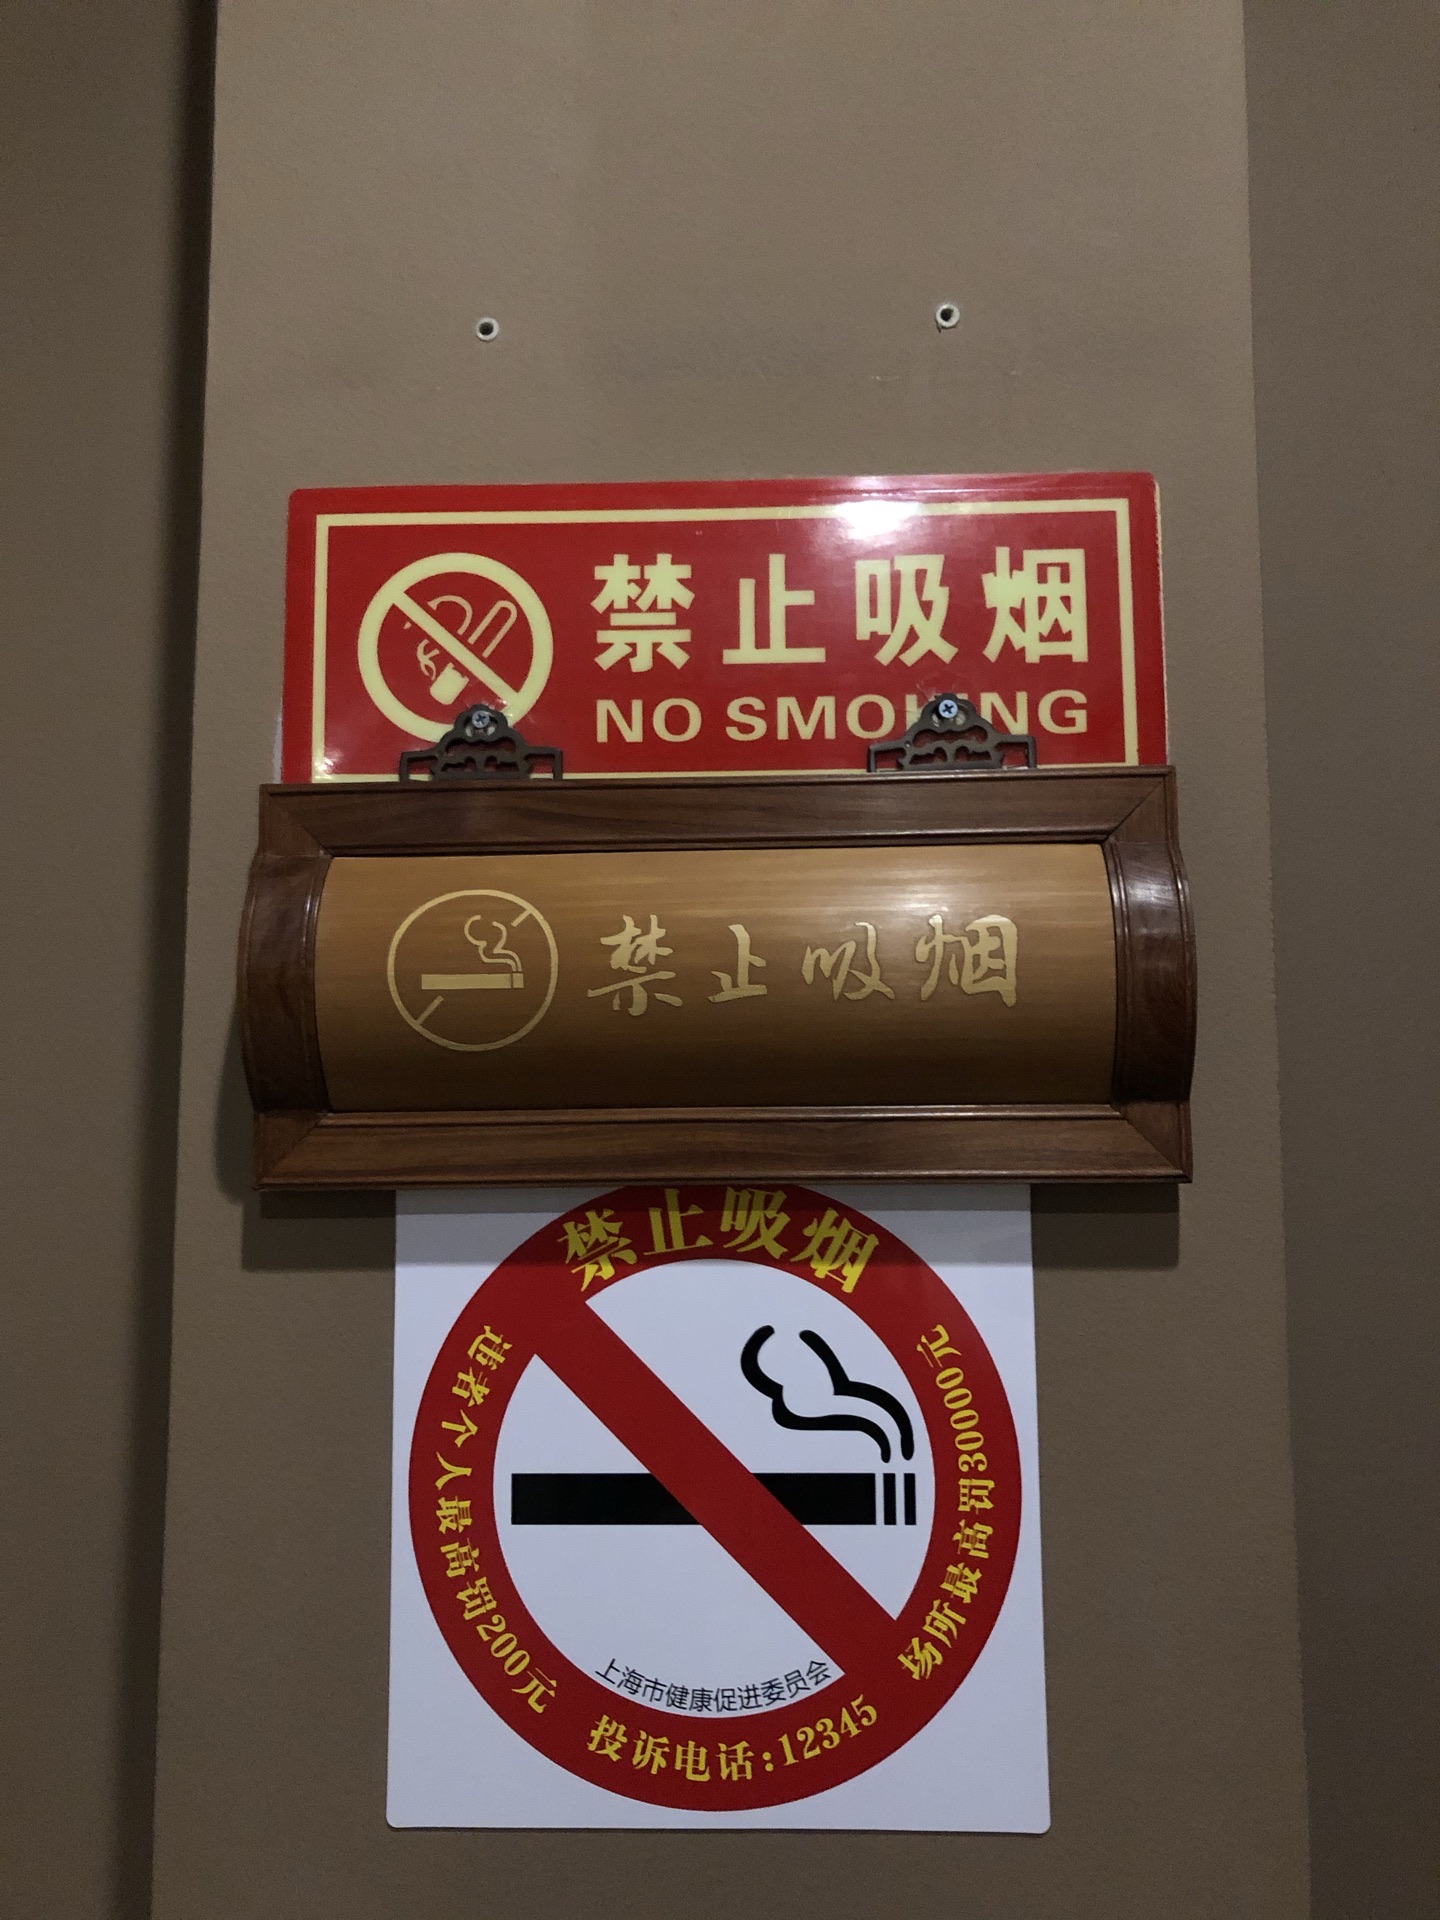 禁止吸烟
NO SMOKING
禁止吸烟
禁止吸烟
违者个人最高罚200元
场所最高罚30000元
上海市健康促进委员会
投诉电话:12345